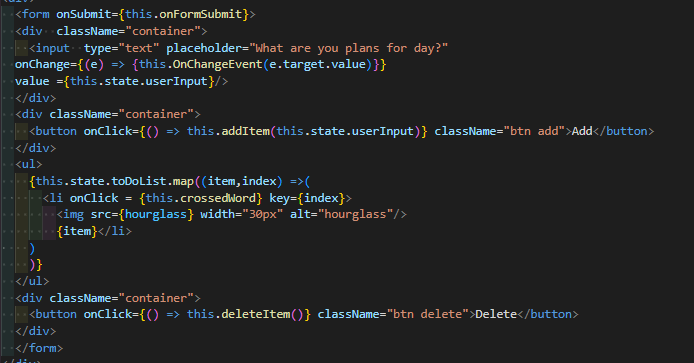 <div>
<form onSubmit={this.onFormSubmit}>
<div className="container">
<input type="text" placeholder="What are you plans for day?"
onChange={(e) => {this.OnChangeEvent(e.target.value)}}
value ={this.state.userInput}/>
</div>
<div className="container">
<button onClick={() => this.addItem(this.state.userInput)} className="btn add">Add</button>
</div>
<ul>
{this.state.toDoList.map((item,index) =>(
<li onClick = {this.crossedWord} key={index}>
<img src={hourglass} width="30px" alt="hourglass"/>
{item}</li>
)
)}
</ul>
<div className="container">
<button onClick={() => this.deleteItem()} className="btn delete">Delete</button>
</div>
</form>
</div>